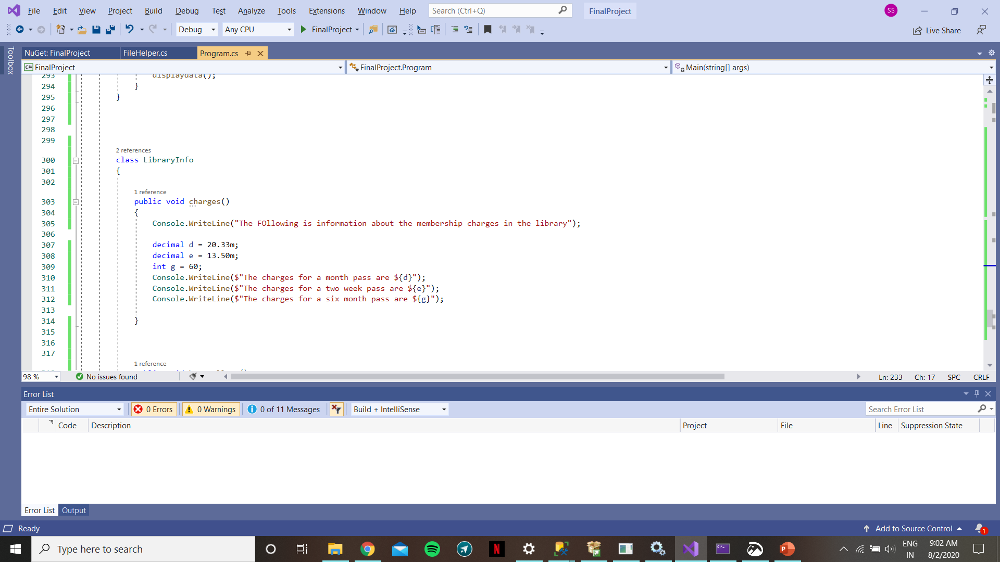 File Edit View Project Build Debug Test Analyze Tools Extensions Window Help Search (Ctrl+Q) FinalProject SS
Debug Any CPU FinalProject Live Share
Toolbox
NuGet: FinalProject FileHelper.cs Program.cs
C# FinalProject FinalProject.Program Main(string[] args)
293 displaydata();
294 }
295 }
296
297
298
299
2 references
300 class LibraryInfo
301 {
302
1 reference
303 public void charges()
304 {
305 Console.WriteLine("The FOllowing is information about the membership charges in the library");
306
307 decimal d = 20.33m;
308 decimal e = 13.50m;
309 int g = 60;
310 Console.WriteLine($"The charges for a month pass are ${d}");
311 Console.WriteLine($"The charges for a two week pass are ${e}");
312 Console.WriteLine($"The charges for a six month pass are ${g}");
313
314 }
315
316
317
1 reference
98 % No issues found Ln: 233 Ch: 17 SPC CRLF
Error List
Entire Solution 0 Errors 0 Warnings 0 of 11 Messages Build + IntelliSense Search Error List
Code Description Project File Line Suppression State
Error List Output
Ready Add to Source Control 1
Type here to search N P ENG 9:02 AM
IN 8/2/2020